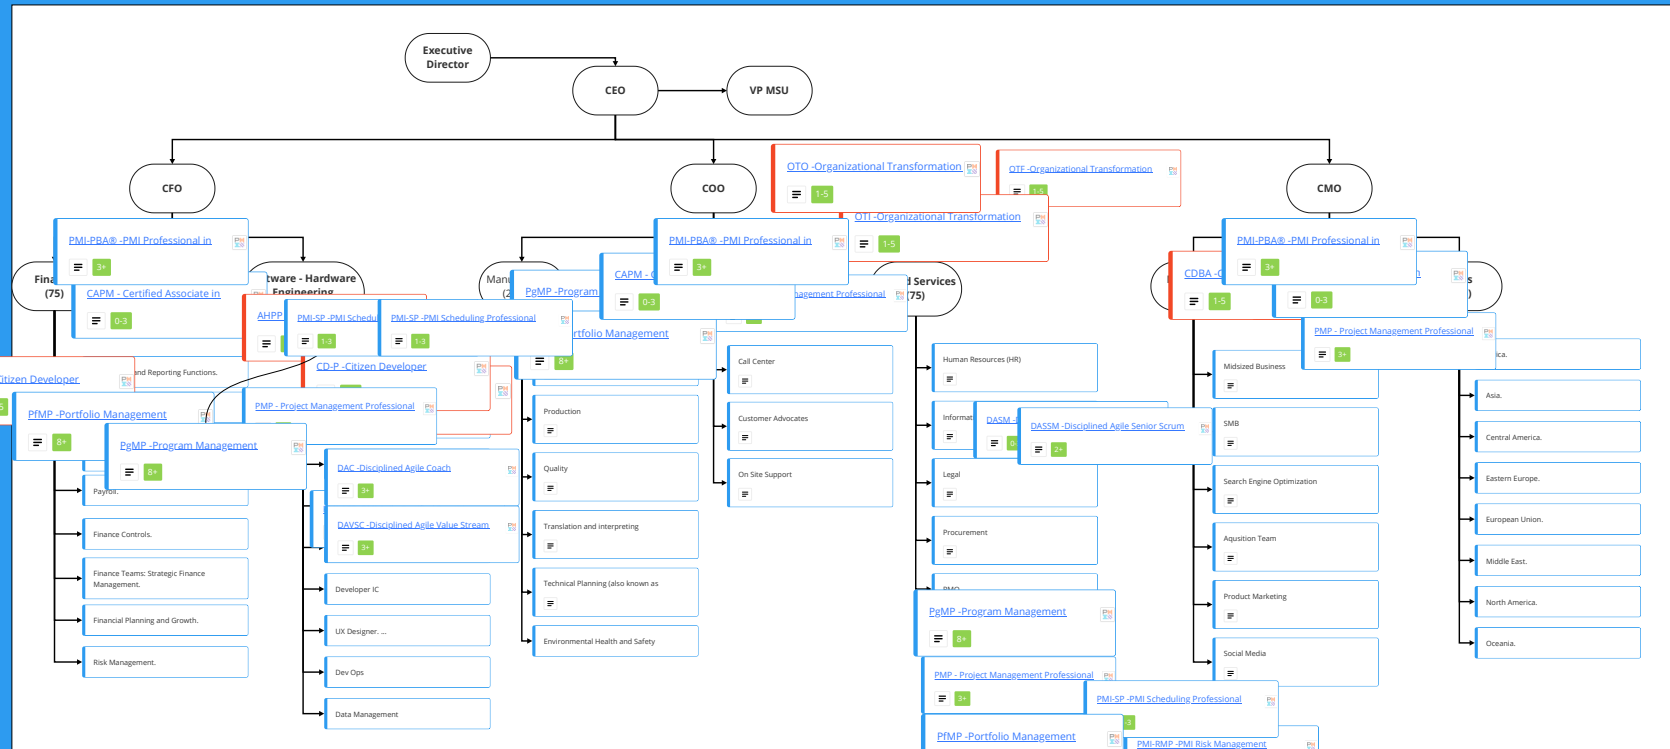 Executive
Director
CEO
VP MSU
CFO
COO
CMO
OTO -Organizational Transformation
1-5
OTF -Organizational Transformation
1-5
OTI -Organizational Transformation
1-5
PMI-PBA® -PMI Professional in
3+
PMI-PBA® -PMI Professional in
3+
PMI-PBA® -PMI Professional in
3+
(75)
CAPM - Certified Associate in
0-3
tware - Hardware
Engineering
AHPP
PMI-SP -PMI Schedu
1-3
PMI-SP -PMI Scheduling Professional
1-3
Manu
PgMP -Program
CAPM -
0-3
rtfolio Management
8+
nagement Professional
d Services
(75)
CDBA -
1-5
0-3
PMP - Project Management Professional
3+
and Reporting Functions.
Citizen Developer
CD-P -Citizen Developer
PfMP -Portfolio Management
8+
PMP - Project Management Professional
PgMP -Program Management
8+
Payroll.
Finance Controls.
Finance Teams: Strategic Finance
Management.
Financial Planning and Growth.
Risk Management.
DAC -Disciplined Agile Coach
3+
DAVSC -Disciplined Agile Value Stream
3+
Developer IC
UX Designer. ...
Dev Ops
Data Management
Production
Quality
Translation and interpreting
Technical Planning (also known as
Environmental Health and Safety
Call Center
Customer Advocates
On Site Support
Human Resources (HR)
Informat
DASM -
DASSM -Disciplined Agile Senior Scrum
2+
Legal
Procurement
PMO
PgMP -Program Management
8+
PMP - Project Management Professional
3+
PfMP -Portfolio Management
PMI-SP -PMI Scheduling Professional
-3
PMI-RMP -PMI Risk Management
Midsized Business
SMB
Search Engine Optimization
Aqusition Team
Product Marketing
Social Media
ica.
Asia.
Central America.
Eastern Europe.
European Union.
Middle East.
North America.
Oceania.